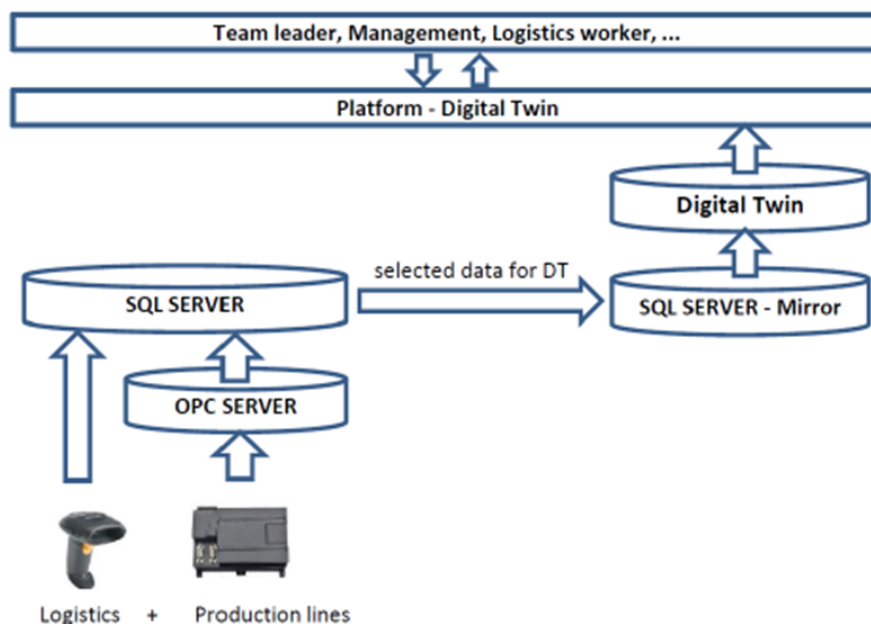 Team leader, Management, Logistics worker, ...
Platform - Digital Twin
Digital Twin
selected data for DT
SQL SERVER
SQL SERVER - Mirror
OPC SERVER
Logistics + Production lines